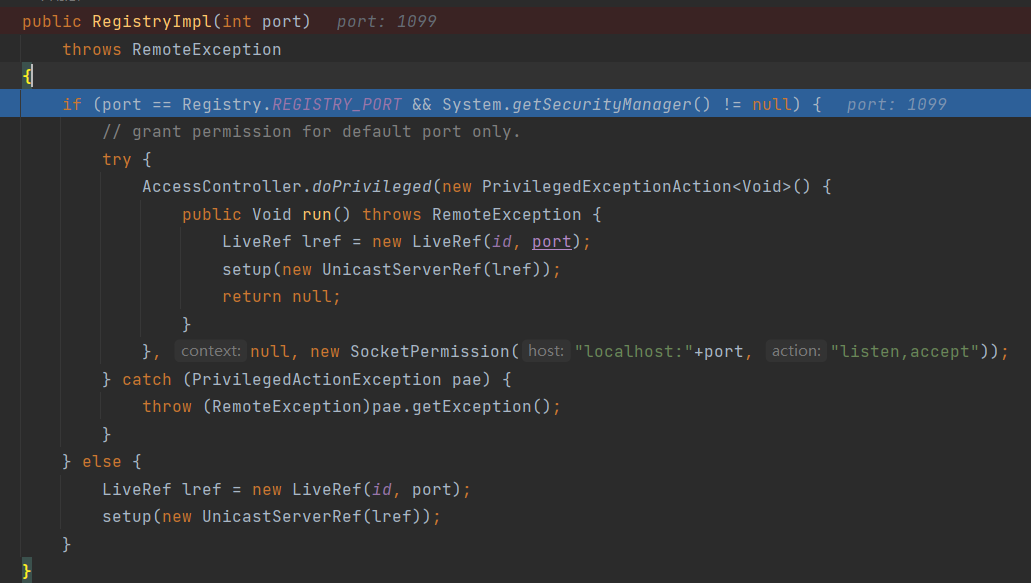 public RegistryImpl(int port)   port: 1099
    throws RemoteException
{
    if (port == Registry.REGISTRY_PORT && System.getSecurityManager() != null) {   port: 1099
        // grant permission for default port only.
        try {
            AccessController.doPrivileged(new PrivilegedExceptionAction<Void>() {
                public Void run() throws RemoteException {
                    LiveRef lref = new LiveRef(id, port);
                    setup(new UnicastServerRef(lref));
                    return null;
                }
            }, context: null, new SocketPermission( host: "localhost:"+port, action: "listen,accept"));
        } catch (PrivilegedActionException pae) {
            throw (RemoteException)pae.getException();
        }
    } else {
        LiveRef lref = new LiveRef(id, port);
        setup(new UnicastServerRef(lref));
    }
}